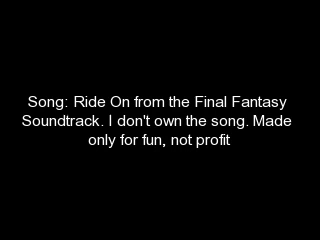 Song: Ride On from the Final Fantasy
Soundtrack. I don't own the song. Made
only for fun, not profit